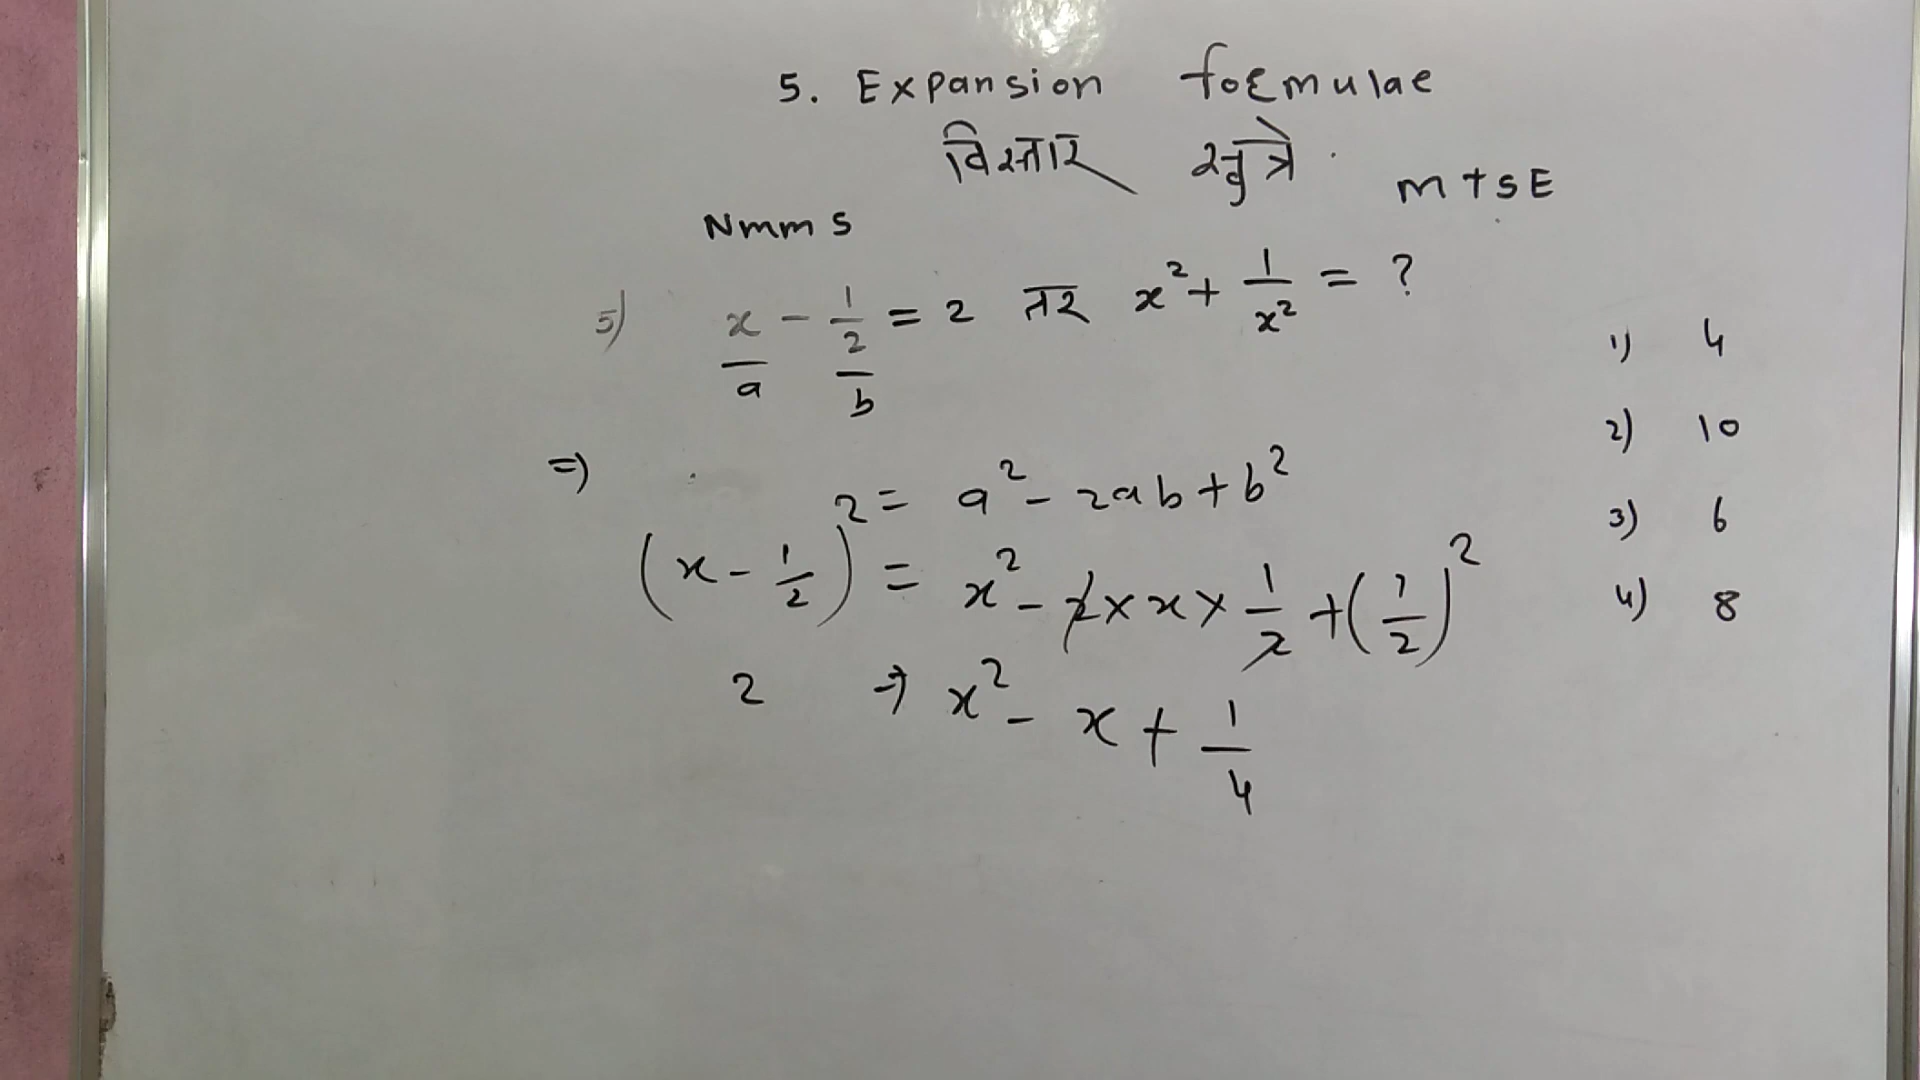 5. Expansion formulae
विस्तार सुत्रे .
MTSE
Nmms
5) x - 1/2 = 2 तर x² + 1/x² = ?
a b
1) 4
2) 10
3) 6
4) 8
=) ² = a² - 2ab + b²
(x - 1/2)² = x² - 2 × x × 1/2 + (1/2)²
2 → x² - x + 1/4